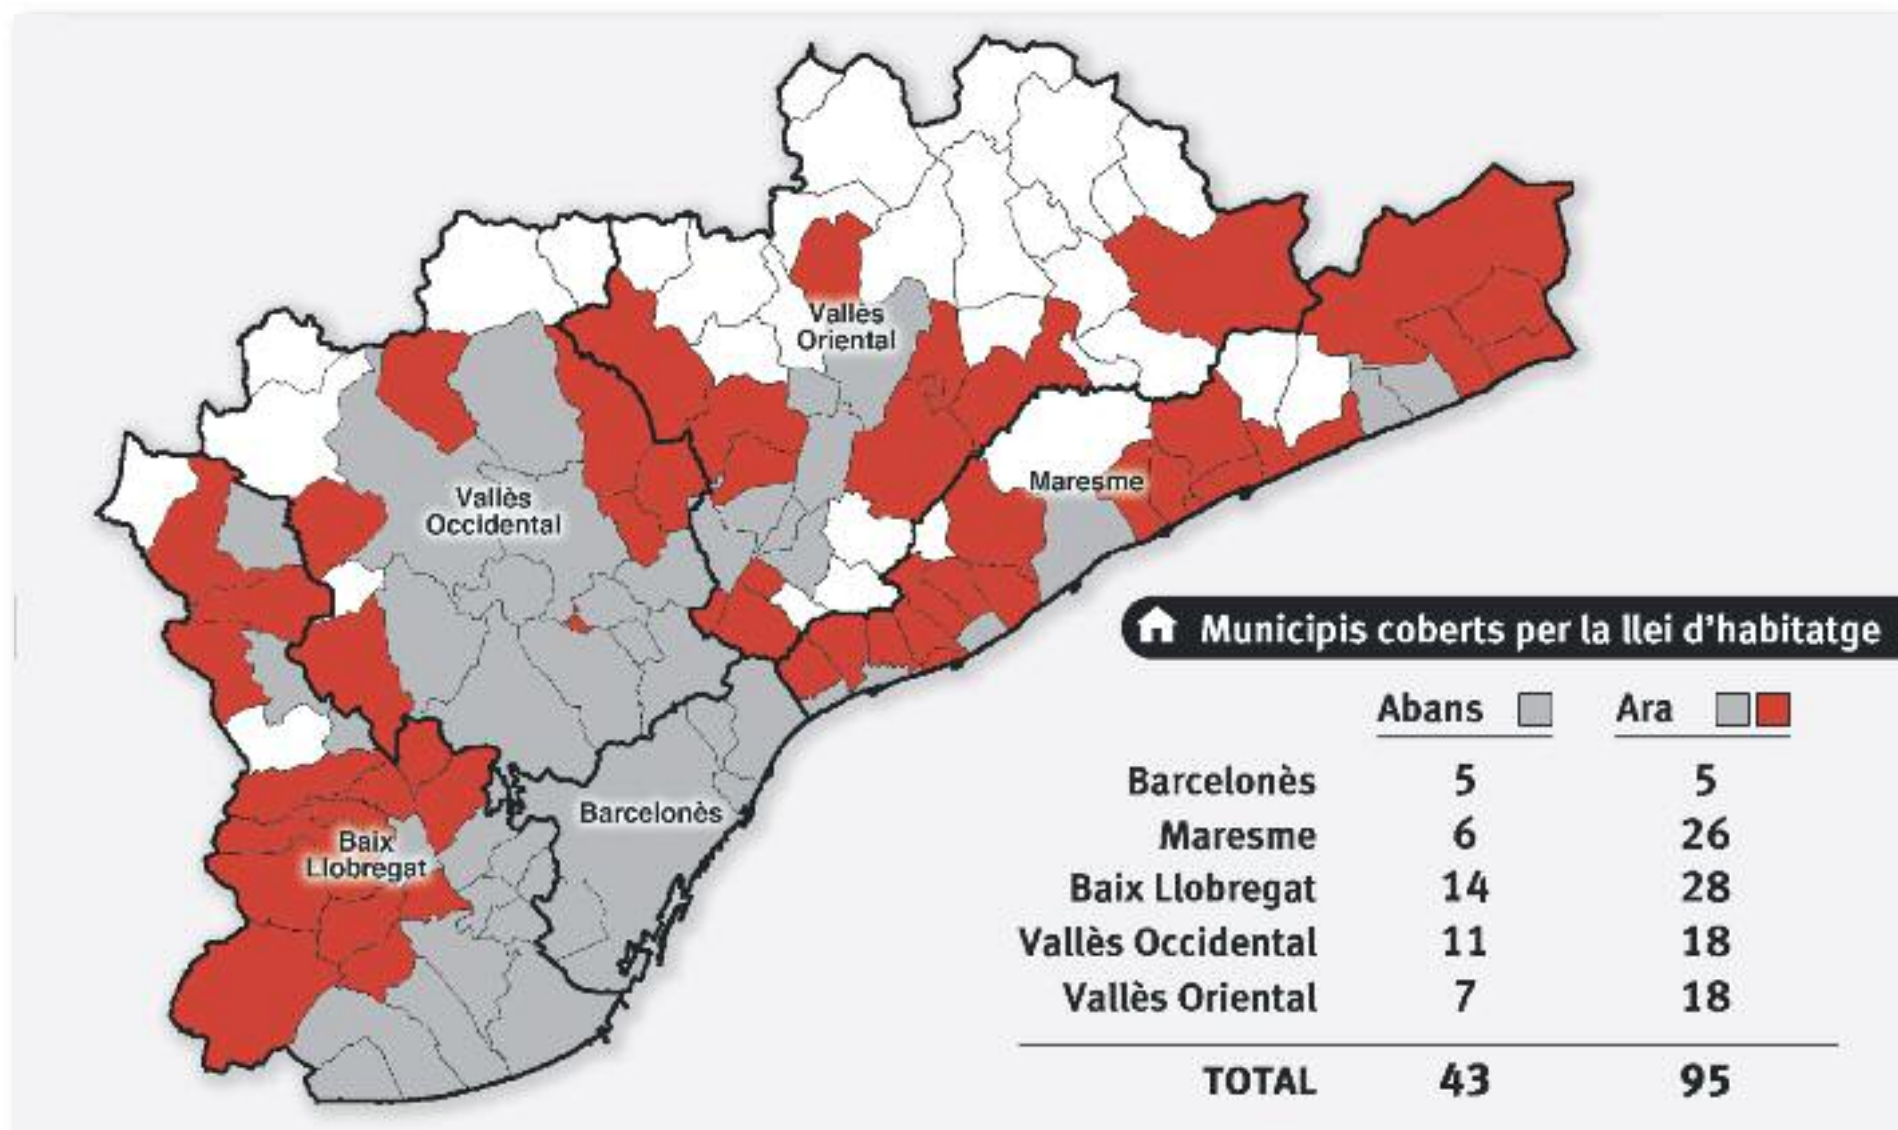 Vallès
Oriental
Vallès
Occidental
Maresme
Barcelonès
Baix
Llobregat
Municipis coberts per la llei d'habitatge
Abans Ara
Barcelonès 5 5
Maresme 6 26
Baix Llobregat 14 28
Vallès Occidental 11 18
Vallès Oriental 7 18
TOTAL 43 95